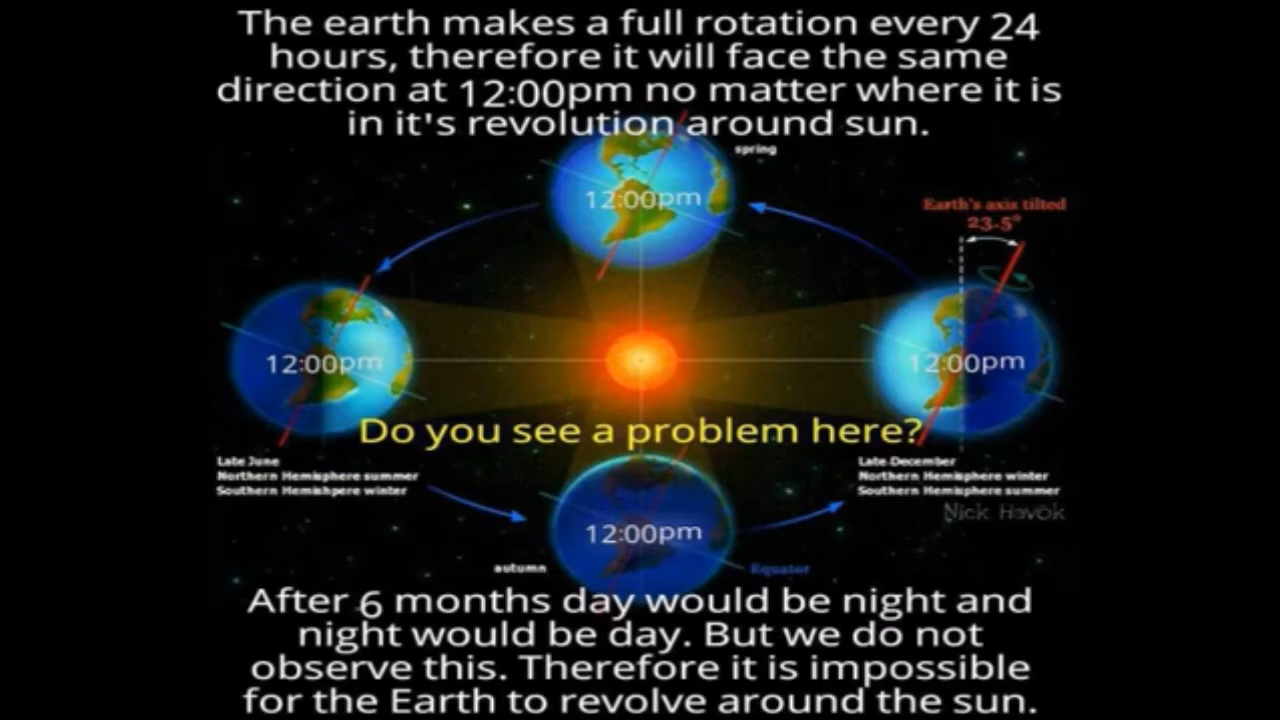 The earth makes a full rotation every 24
hours, therefore it will face the same
direction at 12:00pm no matter where it is
in it's revolution around sun.
spring
12:00pm
Earth's axis tilted
23.5°
12:00pm
12:00pm
Do you see a problem here?
Late June
Northern Hemisphere summer
Southern Hemishpere winter
Late December
Northern Hemisphere winter
Southern Hemisphere summer
Nick Havok
12:00pm
autumn
Equator
After 6 months day would be night and
night would be day. But we do not
observe this. Therefore it is impossible
for the Earth to revolve around the sun.